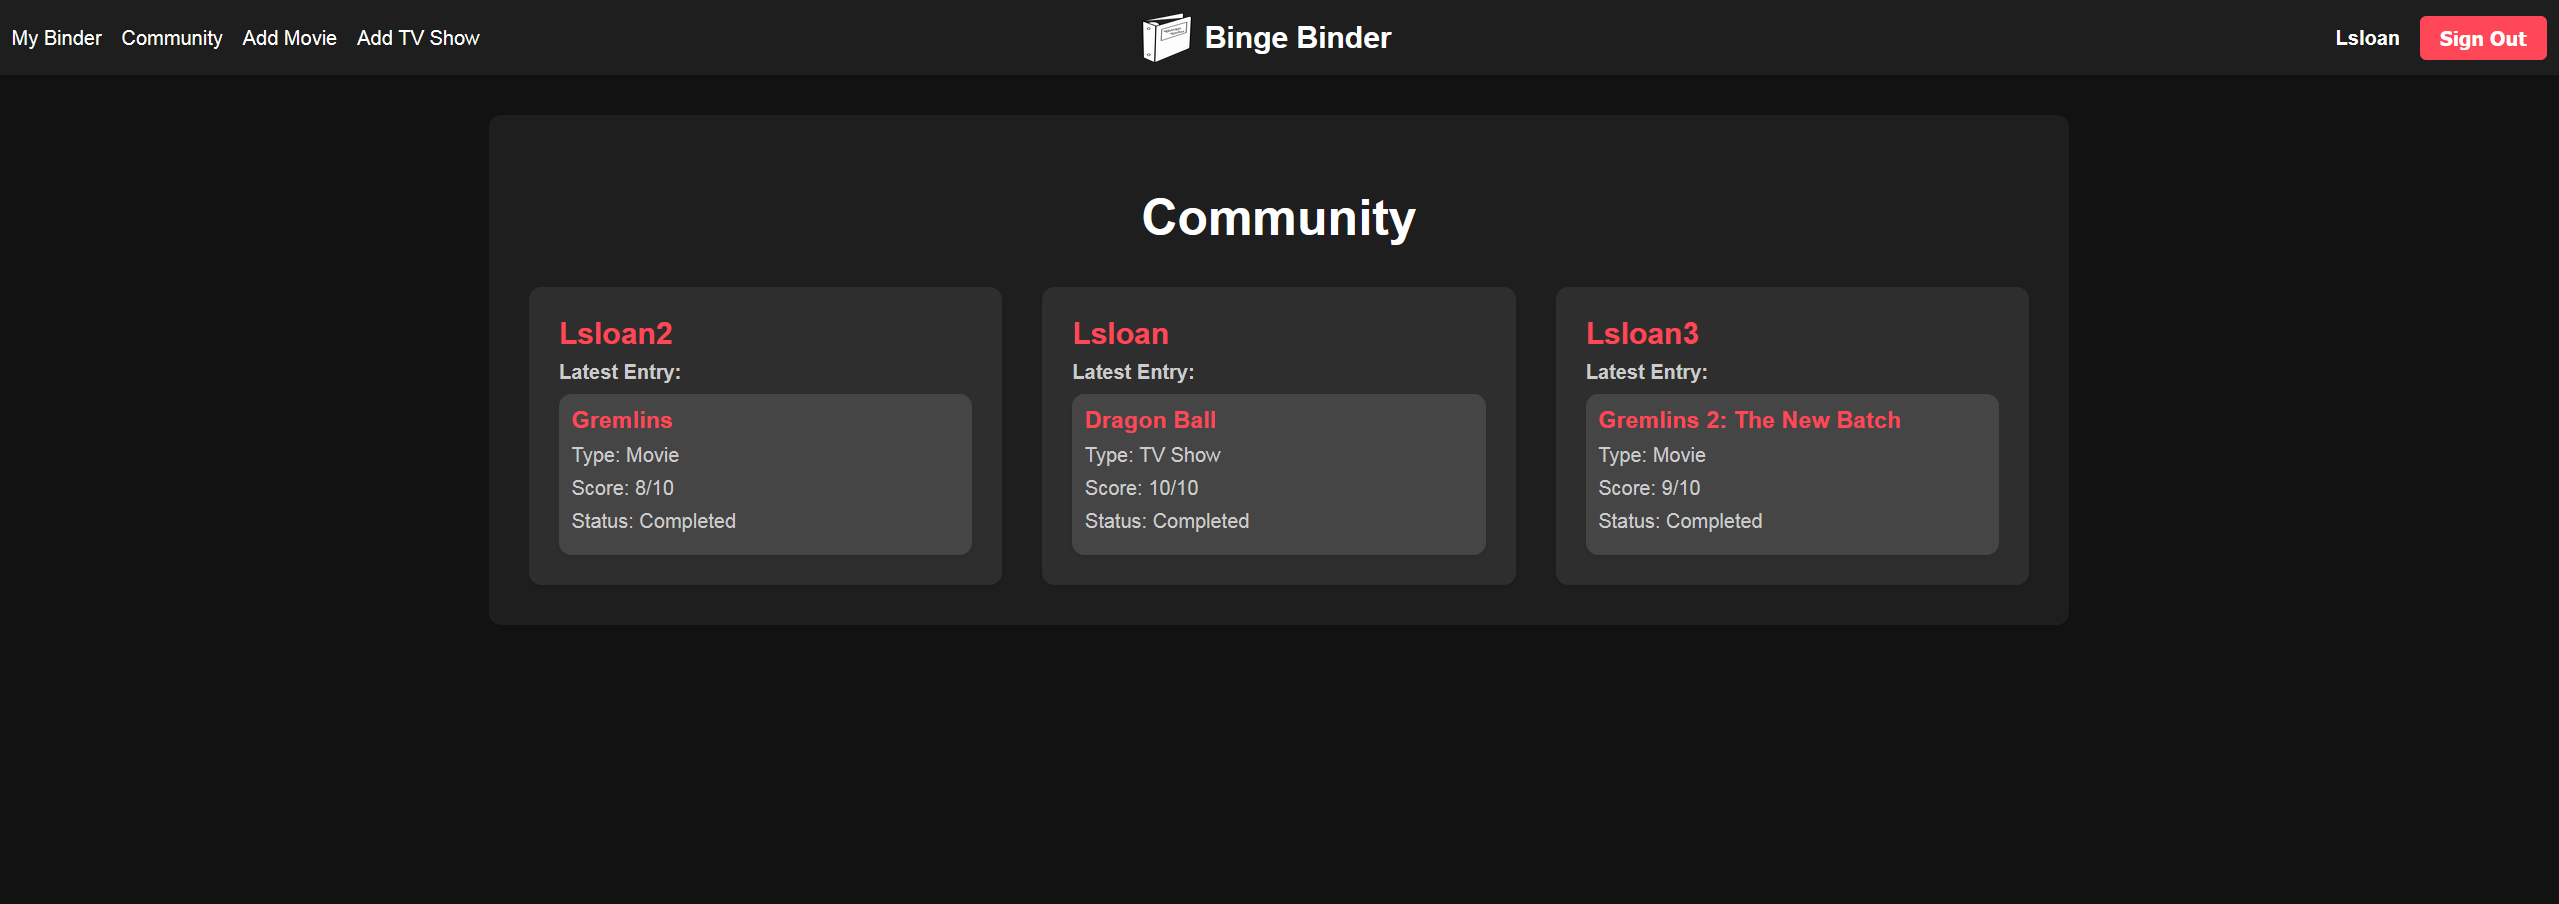 My Binder Community Add Movie Add TV Show
Binge Binder
Lsloan Sign Out
Community
Lsloan2
Latest Entry:
Gremlins
Type: Movie
Score: 8/10
Status: Completed
Lsloan
Latest Entry:
Dragon Ball
Type: TV Show
Score: 10/10
Status: Completed
Lsloan3
Latest Entry:
Gremlins 2: The New Batch
Type: Movie
Score: 9/10
Status: Completed